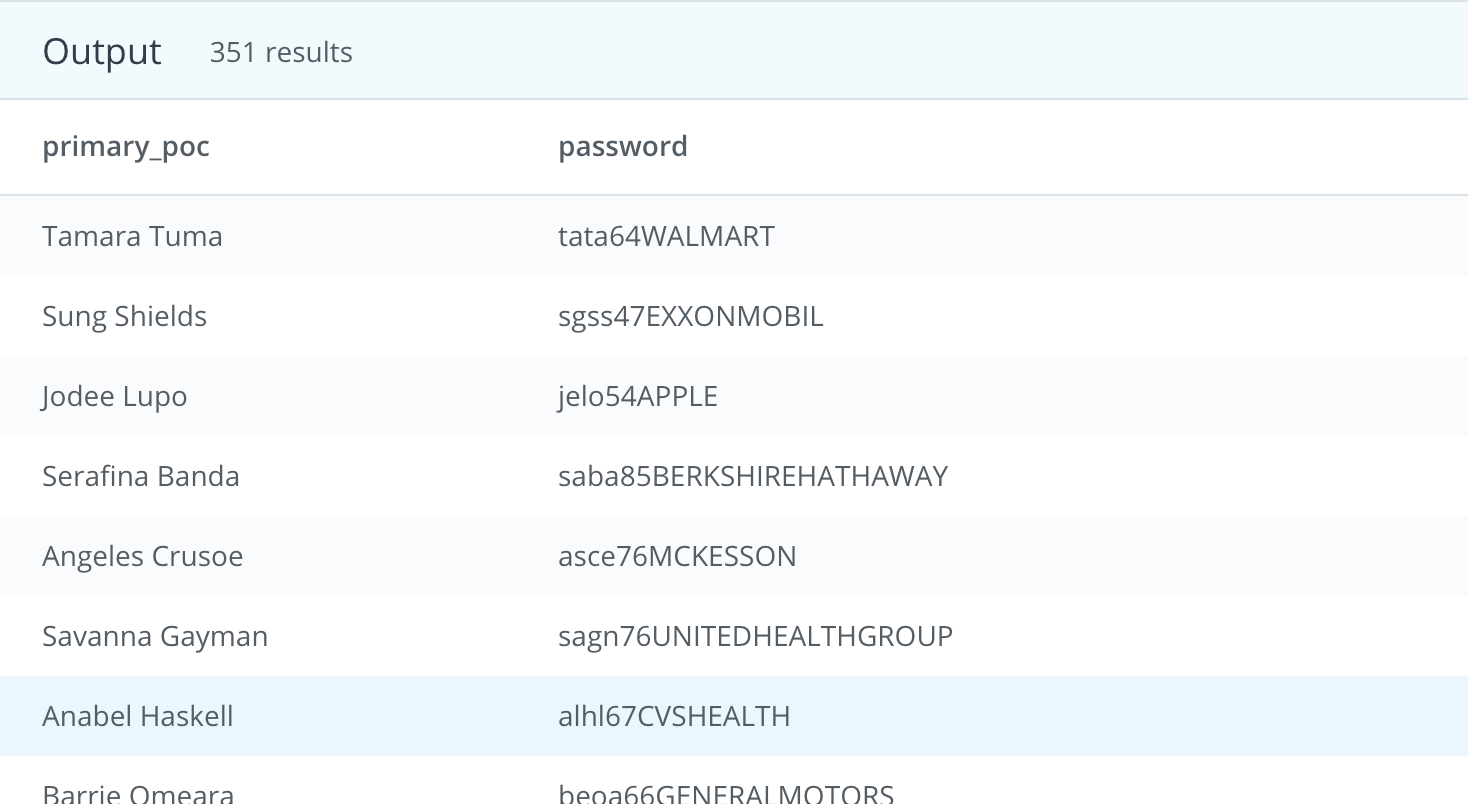 Output 351 results
primary_poc password
Tamara Tuma tata64WALMART
Sung Shields sgss47EXXONMOBIL
Jodee Lupo jelo54APPLE
Serafina Banda saba85BERKSHIREHATHAWAY
Angeles Crusoe asce76MCKESSON
Savanna Gayman sagn76UNITEDHEALTHGROUP
Anabel Haskell alhl67CVSHEALTH
Barrie Omeara beoa66GENERALMOTORS